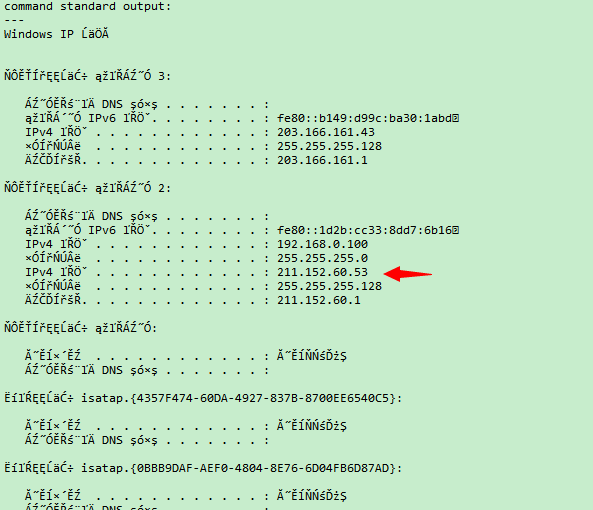 command standard output:
---
Windows IP ĹäÖĂ
ŃÔĚŤÍřĘĘĹäĆ÷ ąžľŘÁŹ˝Ó 3:
ÁŹ˝ÓĚŘś¨ľÄ DNS şó×ş . . . . . . . :
ąžľŘÁ´˝Ó IPv6 ľŘÖˇ. . . . . . . . : fe80::b149:d99c:ba30:1abd
IPv4 ľŘÖˇ . . . . . . . . . . . . : 203.166.161.43
×ÓÍřŃÚÂë . . . . . . . . . . . . : 255.255.255.128
ÄŹČĎÍřšŘ. . . . . . . . . . . . . : 203.166.161.1
ŃÔĚŤÍřĘĘĹäĆ÷ ąžľŘÁŹ˝Ó 2:
ÁŹ˝ÓĚŘś¨ľÄ DNS şó×ş . . . . . . . :
ąžľŘÁ´˝Ó IPv6 ľŘÖˇ. . . . . . . . : fe80::1d2b:cc33:8dd7:6b16
IPv4 ľŘÖˇ . . . . . . . . . . . . : 192.168.0.100
×ÓÍřŃÚÂë . . . . . . . . . . . . : 255.255.255.0
IPv4 ľŘÖˇ . . . . . . . . . . . . : 211.152.60.53
×ÓÍřŃÚÂë . . . . . . . . . . . . : 255.255.255.128
ÄŹČĎÍřšŘ. . . . . . . . . . . . . : 211.152.60.1
ŃÔĚŤÍřĘĘĹäĆ÷ ąžľŘÁŹ˝Ó:
Ă˝Ěĺ×´ĚŹ . . . . . . . . . . . . : Ă˝ĚĺŇŃśĎżŞ
ÁŹ˝ÓĚŘś¨ľÄ DNS şó×ş . . . . . . . :
ËíľŔĘĘĹäĆ÷ isatap.{4357F474-60DA-4927-837B-8700EE6540C5}:
Ă˝Ěĺ×´ĚŹ . . . . . . . . . . . . : Ă˝ĚĺŇŃśĎżŞ
ÁŹ˝ÓĚŘś¨ľÄ DNS şó×ş . . . . . . . :
ËíľŔĘĘĹäĆ÷ isatap.{0BBB9DAF-AEF0-4804-8E76-6D04FB6D87AD}:
Ă˝Ěĺ×´ĚŹ . . . . . . . . . . . . : Ă˝ĚĺŇŃśĎżŞ